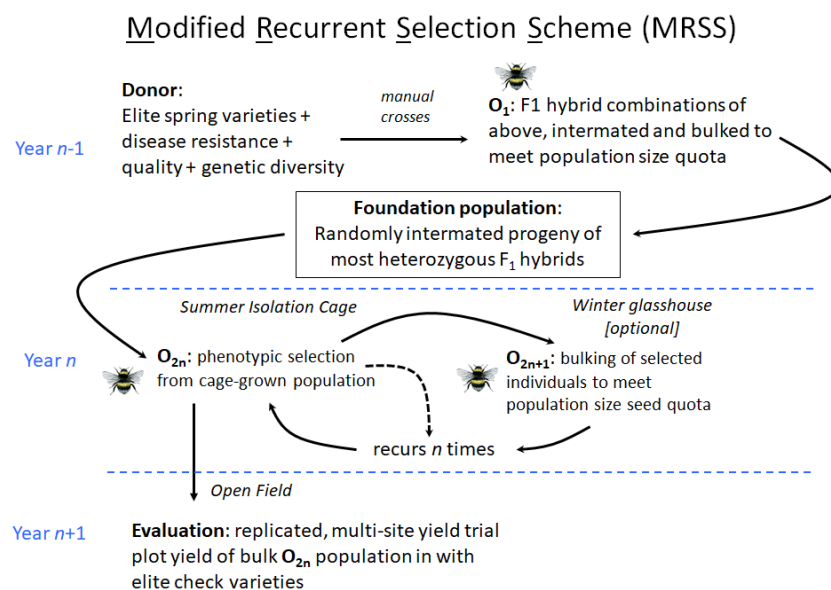 Modified Recurrent Selection Scheme (MRSS)
Donor:
Elite spring varieties +
disease resistance +
quality + genetic diversity
manual
crosses
O1: F1 hybrid combinations of
above, intermated and bulked to
meet population size quota
Year n-1
Foundation population:
Randomly intermated progeny of
most heterozygous F1 hybrids
Summer Isolation Cage
Winter glasshouse
[optional]
Year n
O2n: phenotypic selection
from cage-grown population
O2n+1: bulking of selected
individuals to meet
population size seed quota
recurs n times
Open Field
Year n+1
Evaluation: replicated, multi-site yield trial
plot yield of bulk O2n population in with
elite check varieties